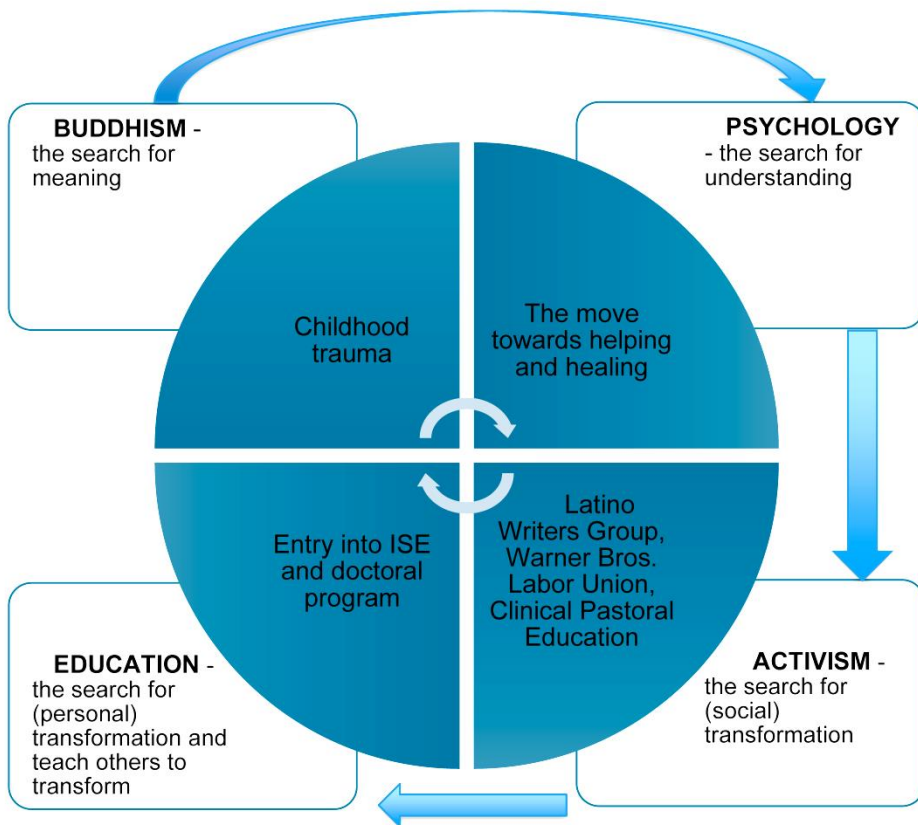 BUDDHISM -
the search for
meaning
PSYCHOLOGY
- the search for
understanding
Childhood
trauma
The move
towards helping
and healing
Entry into ISE
and doctoral
program
Latino
Writers Group,
Warner Bros.
Labor Union,
Clinical Pastoral
Education
EDUCATION -
the search for
(personal)
transformation and
teach others to
transform
ACTIVISM -
the search for
(social)
transformation